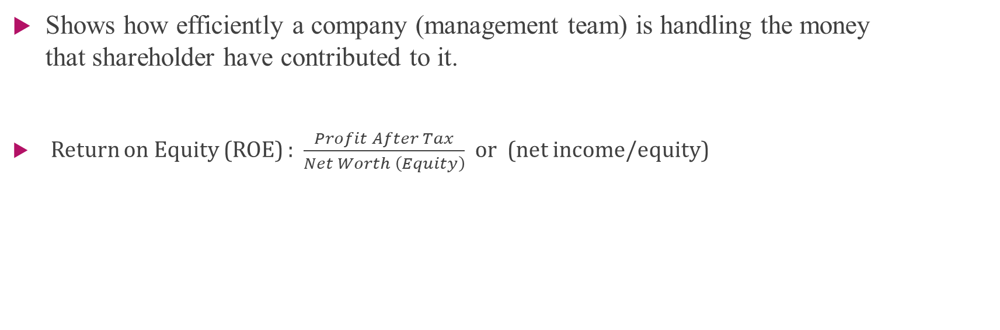 Shows how efficiently a company (management team) is handling the money
that shareholder have contributed to it.
Return on Equity (ROE) : Profit After Tax / Net Worth (Equity) or (net income/equity)